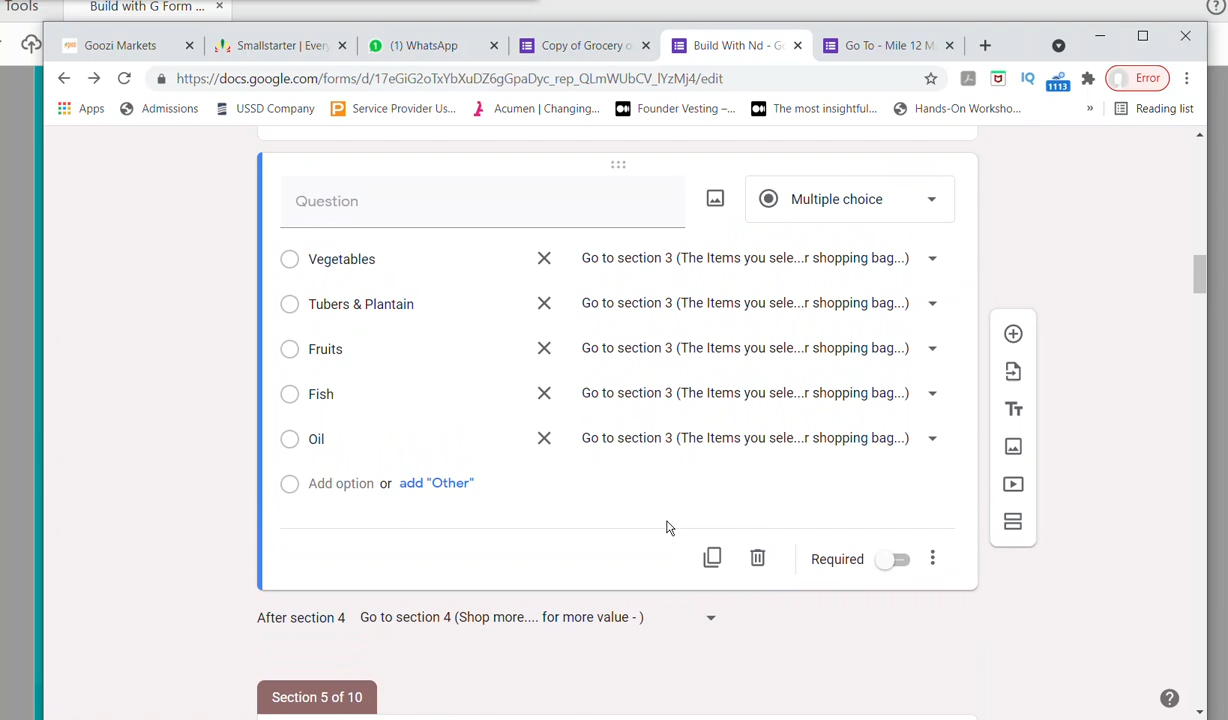 Tools
Build with G Form ... ×
Goozi Markets
Smallstarter | Ever
(1) WhatsApp
Copy of Grocery o
Build With Nd - G
Go To - Mile 12 M
https://docs.google.com/forms/d/17eGiG2oTxYbXuDZ6gGpaDyc_rep_QLmWUbCV_lYzMj4/edit
IQ
1113
Error
Apps
Admissions
USSD Company
Service Provider Us...
Acumen | Changing...
Founder Vesting –...
The most insightful...
Hands-On Worksho...
»
Reading list
Question
Multiple choice
Vegetables
Go to section 3 (The Items you sele...r shopping bag...)
Tubers & Plantain
Go to section 3 (The Items you sele...r shopping bag...)
Fruits
Go to section 3 (The Items you sele...r shopping bag...)
Fish
Go to section 3 (The Items you sele...r shopping bag...)
Oil
Go to section 3 (The Items you sele...r shopping bag...)
Add option or add "Other"
Tт
Required
After section 4 Go to section 4 (Shop more.... for more value - )
Section 5 of 10